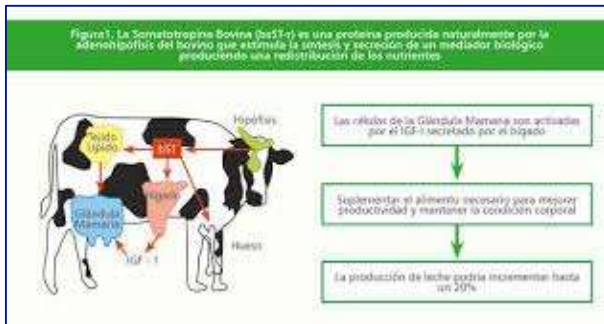 Figura1. La Somatotropina Bovina (bsST-r) es una proteína producida naturalmente por la
adenohipófisis del bovino que estimula la síntesis y secreción de un mediador biológico
produciendo una redistribución de los nutrientes
Hipófisis
Tejido
Lípido
bST
Hígado
Glándula
Mamaria
Hueso
IGF - 1
Las células de la Glándula Mamaria son activadas
por el IGF-I secretado por el hígado
Suplementar el alimento necesario para mejorar
productividad y mantener la condición corporal
La producción de leche podría incrementar hasta
un 20%